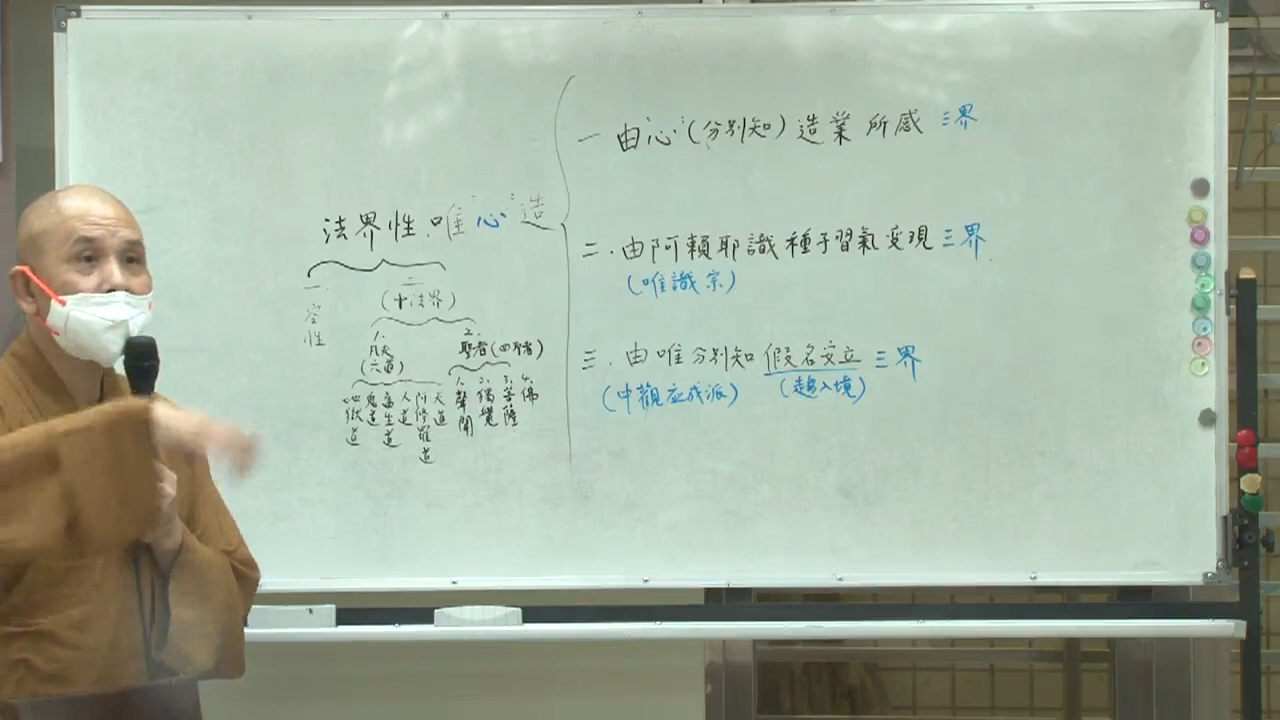 法界性唯心造
一. 空性
二. (十法界)
1. 凡夫 (六道)
地獄道
鬼道
畜生道
人道
阿修羅道
天道
2. 聖者(四聖者)
1. 聲聞
2. 獨覺
3. 菩薩
4. 佛
一 由心(分別知)造業所感 三界
二.由阿賴耶識種子習氣变現 三界
(唯識宗)
三.由唯分別知假名安立 三界
(中觀应成派) (趨入境)